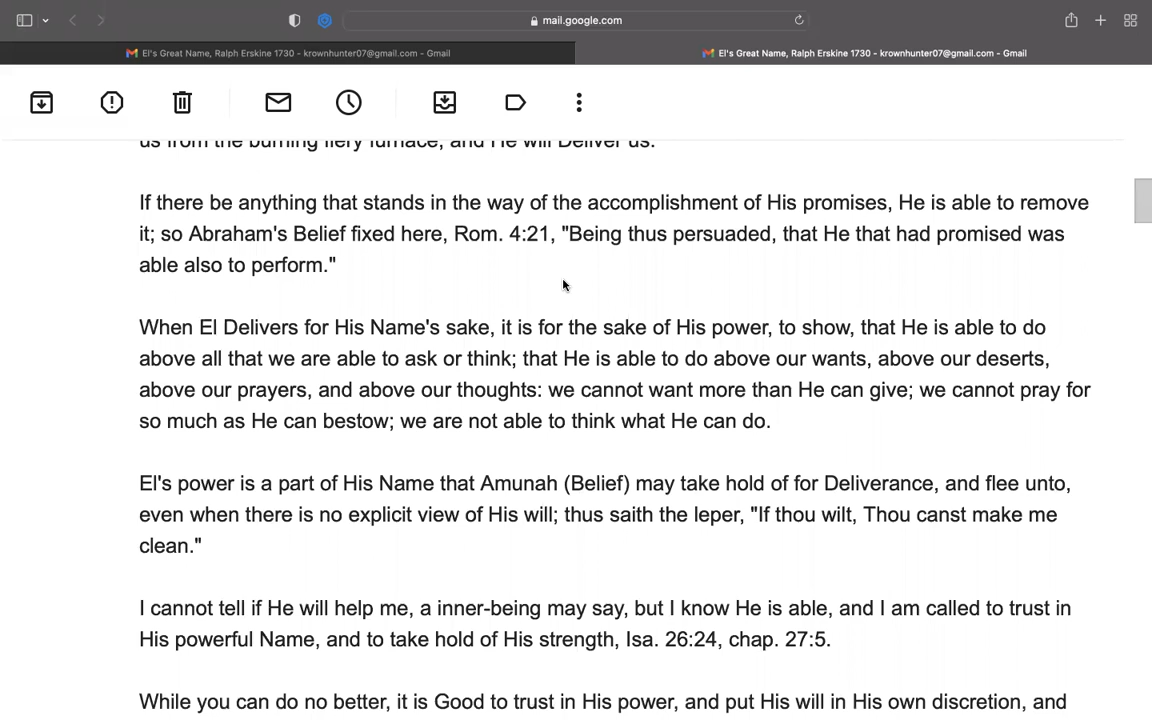 mail.google.com
El's Great Name, Ralph Erskine 1730 - krownhunter07@gmail.com - Gmail
El's Great Name, Ralph Erskine 1730 - krownhunter07@gmail.com - Gmail
us from the burning fiery furnace, and He will Deliver us.
If there be anything that stands in the way of the accomplishment of His promises, He is able to remove
it; so Abraham's Belief fixed here, Rom. 4:21, "Being thus persuaded, that He that had promised was
able also to perform."
When El Delivers for His Name's sake, it is for the sake of His power, to show, that He is able to do
above all that we are able to ask or think; that He is able to do above our wants, above our deserts,
above our prayers, and above our thoughts: we cannot want more than He can give; we cannot pray for
so much as He can bestow; we are not able to think what He can do.
El's power is a part of His Name that Amunah (Belief) may take hold of for Deliverance, and flee unto,
even when there is no explicit view of His will; thus saith the leper, "If thou wilt, Thou canst make me
clean."
I cannot tell if He will help me, a inner-being may say, but I know He is able, and I am called to trust in
His powerful Name, and to take hold of His strength, Isa. 26:24, chap. 27:5.
While you can do no better, it is Good to trust in His power, and put His will in His own discretion, and